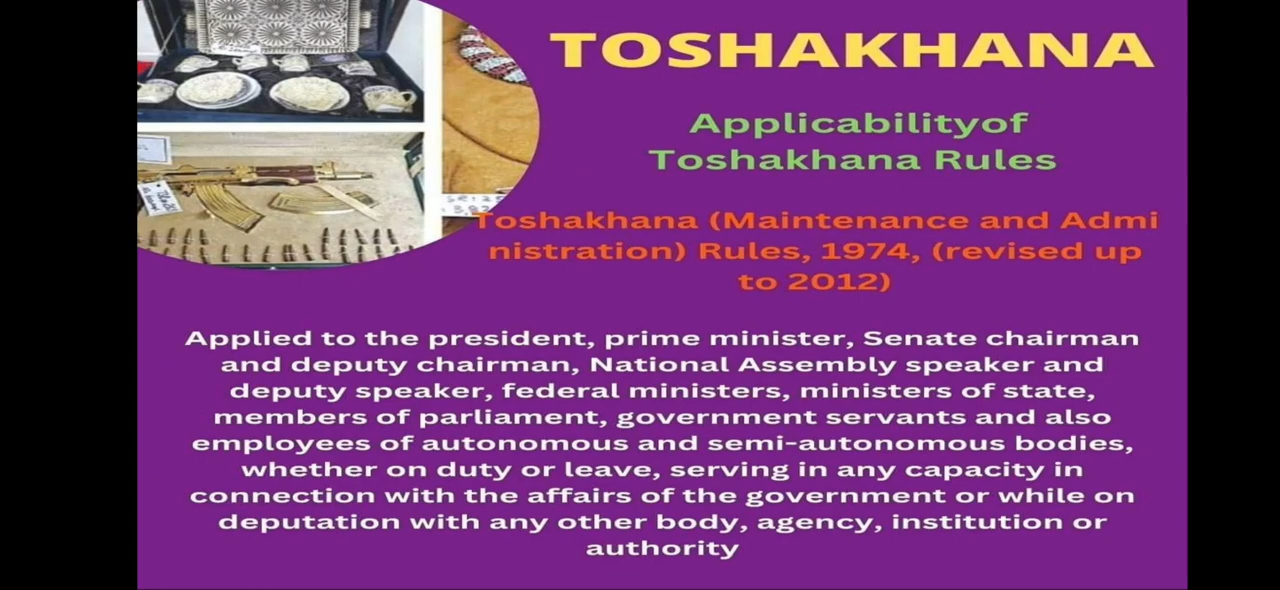 TOSHAKHANA
Applicabilityof
Toshakhana Rules
Toshakhana (Maintenance and Admi
nistration) Rules, 1974, (revised up
to 2012)
Applied to the president, prime minister, Senate chairman
and deputy chairman, National Assembly speaker and
deputy speaker, federal ministers, ministers of state,
members of parliament, government servants and also
employees of autonomous and semi-autonomous bodies,
whether on duty or leave, serving in any capacity in
connection with the affairs of the government or while on
deputation with any other body, agency, institution or
authority